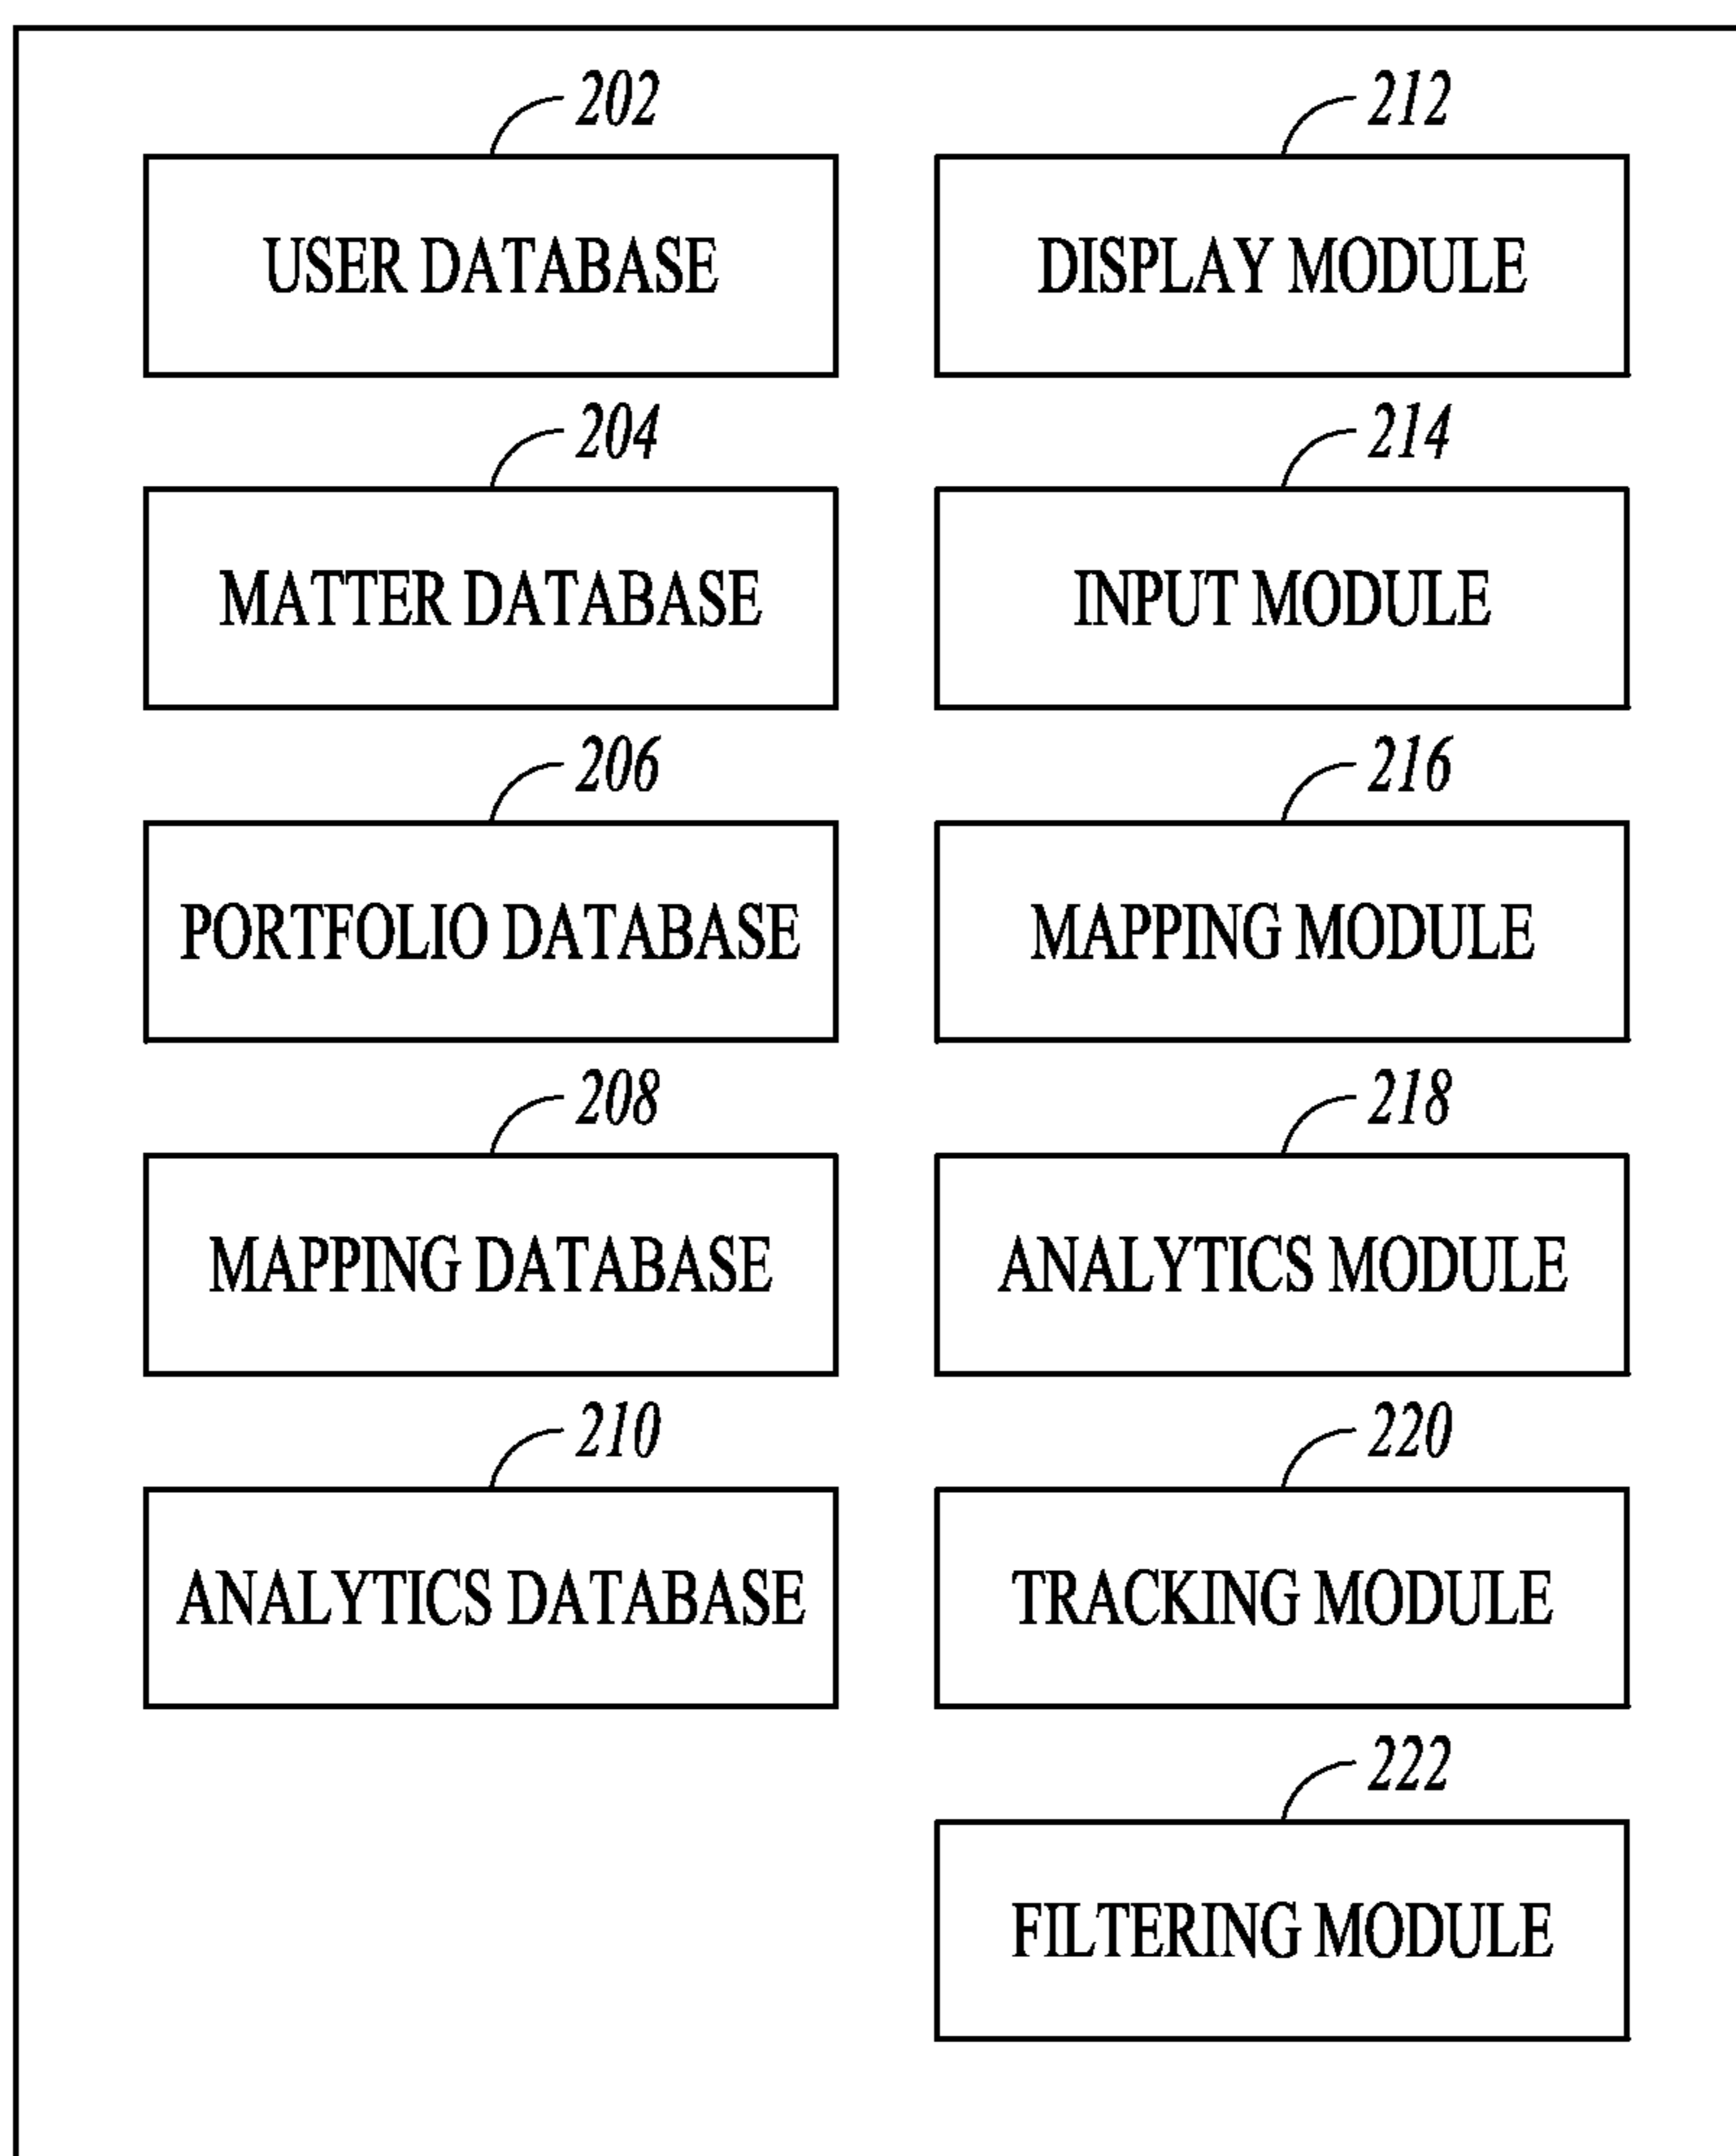 202
USER DATABASE
212
DISPLAY MODULE
204
MATTER DATABASE
214
INPUT MODULE
206
PORTFOLIO DATABASE
216
MAPPING MODULE
208
MAPPING DATABASE
218
ANALYTICS MODULE
210
ANALYTICS DATABASE
220
TRACKING MODULE
222
FILTERING MODULE